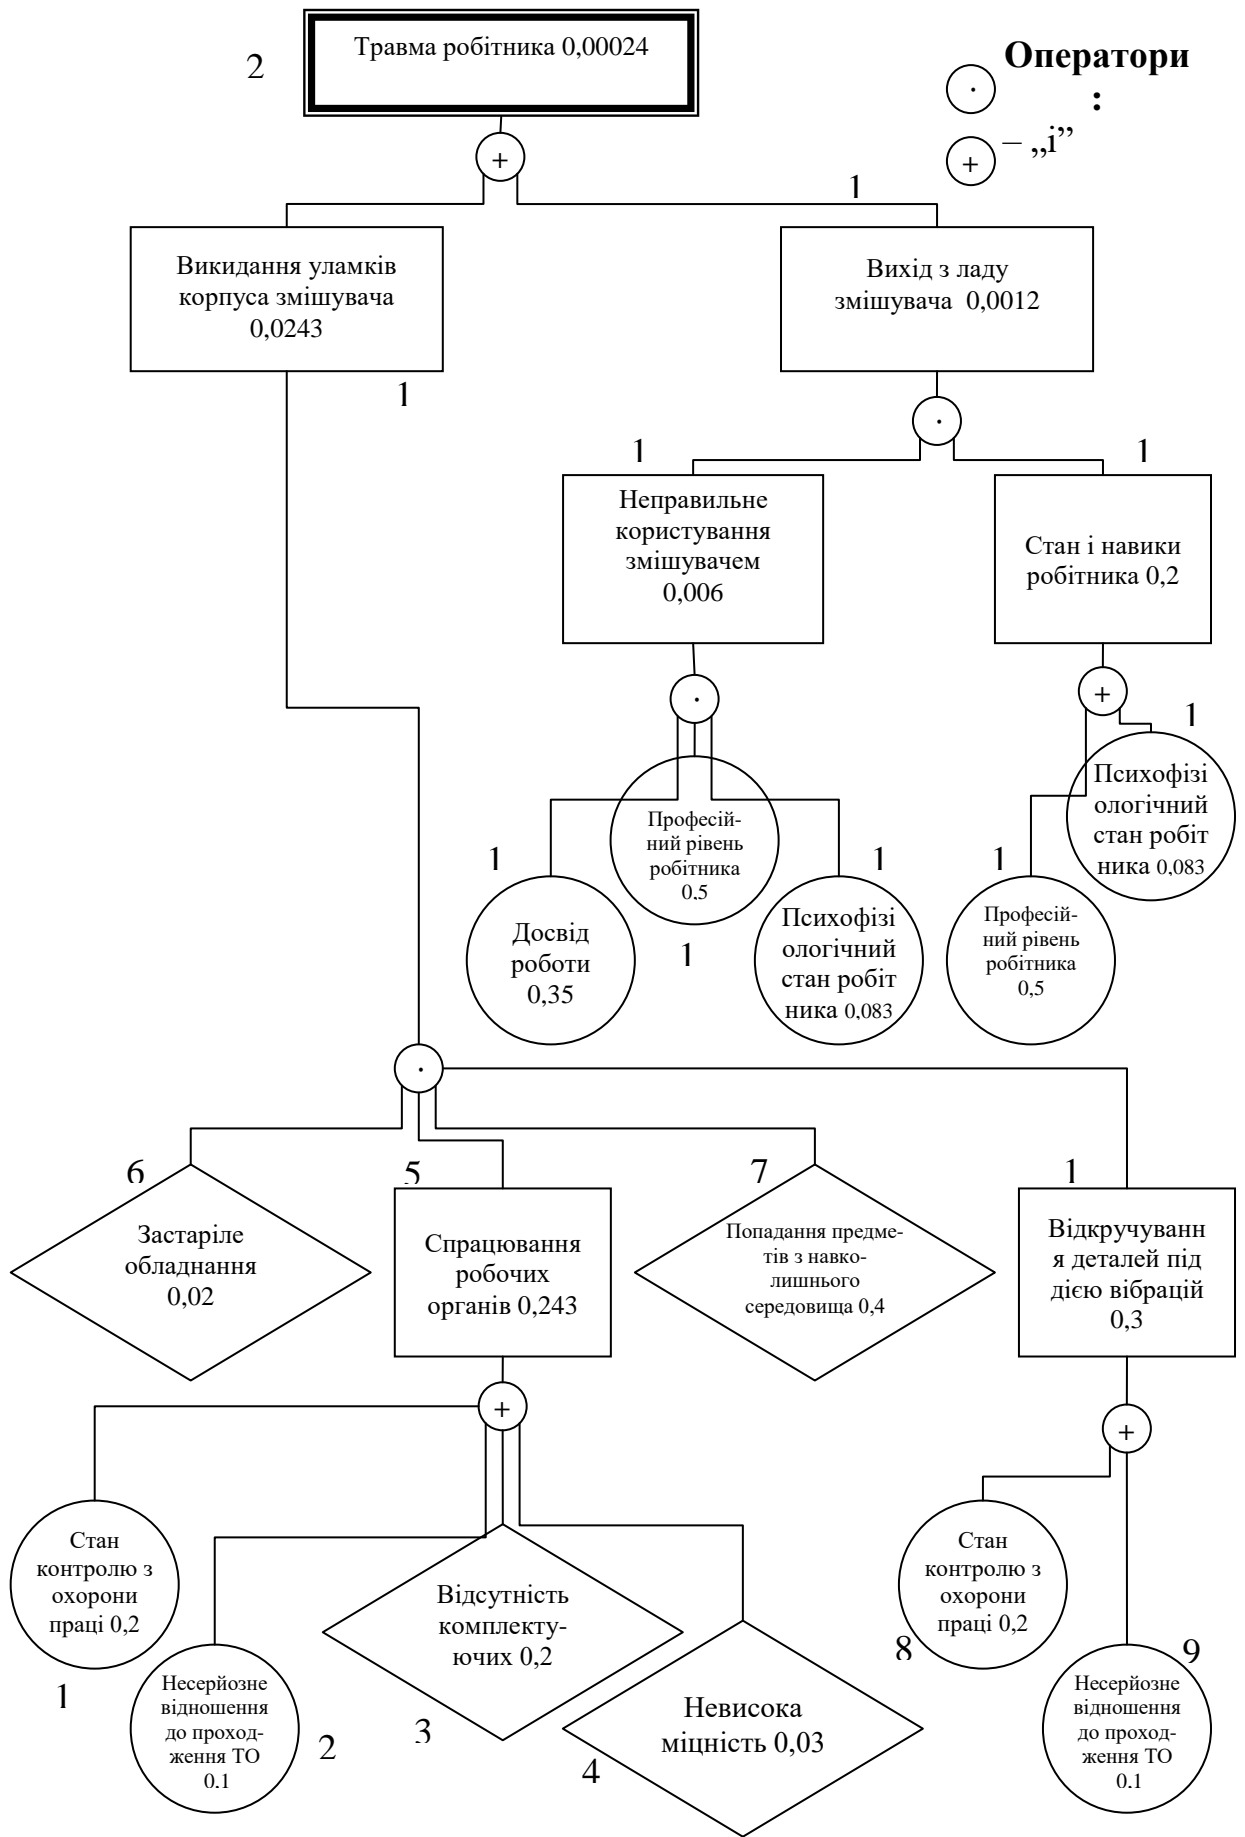 Травма робітника 0,00024
2
Оператори
:
·
– „і”
+
+
1
Викидання уламків
корпуса змішувача
0,0243
1
Вихід з ладу
змішувача 0,0012
·
1
1
Неправильне
користування
змішувачем
0,006
Стан і навики
робітника 0,2
·
+
1
Психофізі
ологічний
стан робіт
ника 0,083
Професій-
ний рівень
робітника
0,5
1
1
1
1
Досвід
роботи
0,35
Психофізі
ологічний
стан робіт
ника 0,083
Професій-
ний рівень
робітника
0,5
·
6
5
7
1
Застаріле
обладнання
0,02
Спрацювання
робочих
органів 0,243
Попадання предме-
тів з навко-
лишнього
середовища 0,4
Відкручуванн
я деталей під
дією вібрацій
0,3
+
+
Стан
контролю з
охорони
праці 0,2
1
Несерйозне
відношення
до проход-
ження ТО
0,1
2
Відсутність
комплекту-
ючих 0,2
3
Невисока
міцність 0,03
4
Стан
контролю з
охорони
праці 0,2
8
9
Несерйозне
відношення
до проход-
ження ТО
0,1